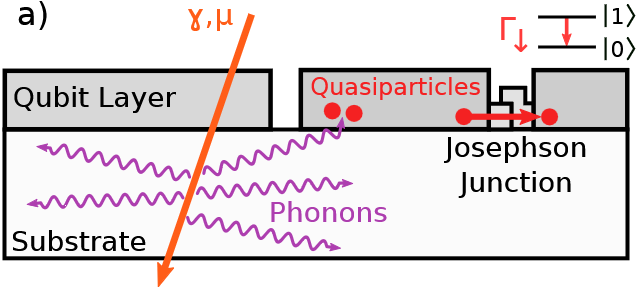 a)
ɣ,μ
Γ↓
|1⟩
|0⟩
Qubit Layer
Quasiparticles
Josephson
Junction
Phonons
Substrate